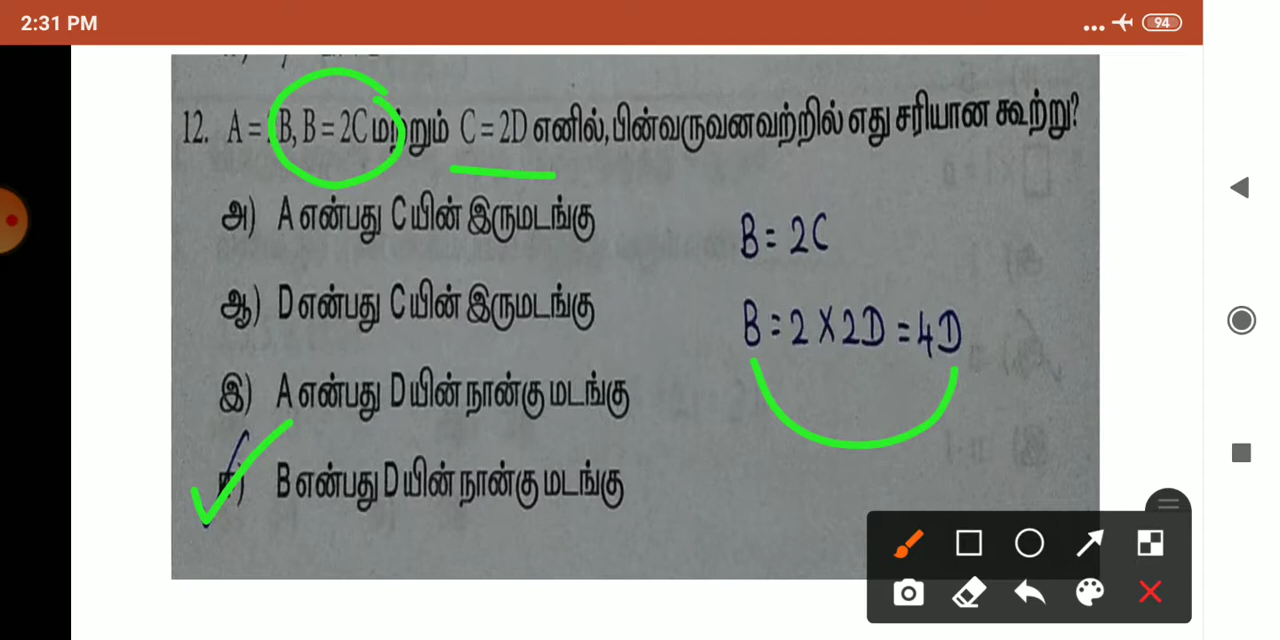 2:31 PM
94
12. A = B, B = 2C மற்றும் C = 2D எனில், பின்வருவனவற்றில் எது சரியான கூற்று?
அ) A என்பது C யின் இருமடங்கு
B = 2C
ஆ) D என்பது C யின் இருமடங்கு
B = 2 X 2D = 4D
இ) A என்பது D யின் நான்கு மடங்கு
B என்பது D யின் நான்கு மடங்கு